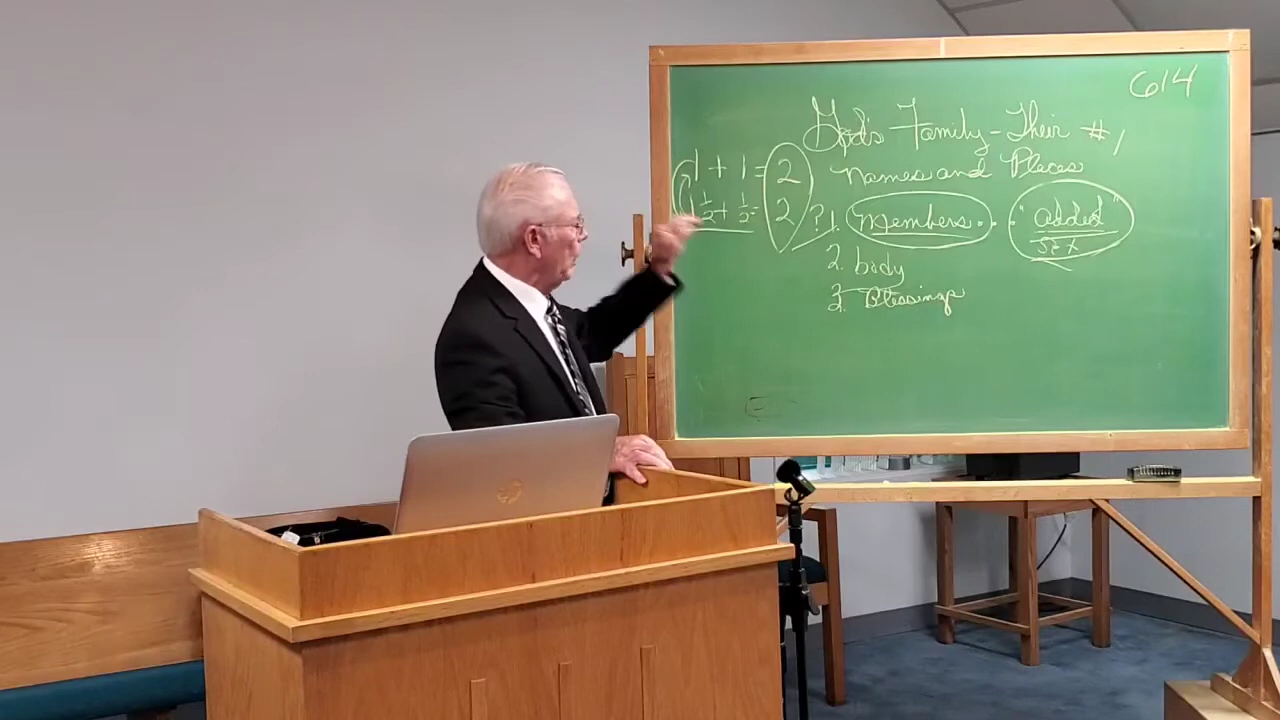 614
God's Family - Their #1
Names and Places
1 + 1 = 2
1/2 + 1/2 = 2 ?
1. Members . . "added"
set
2. body
3. Blessings